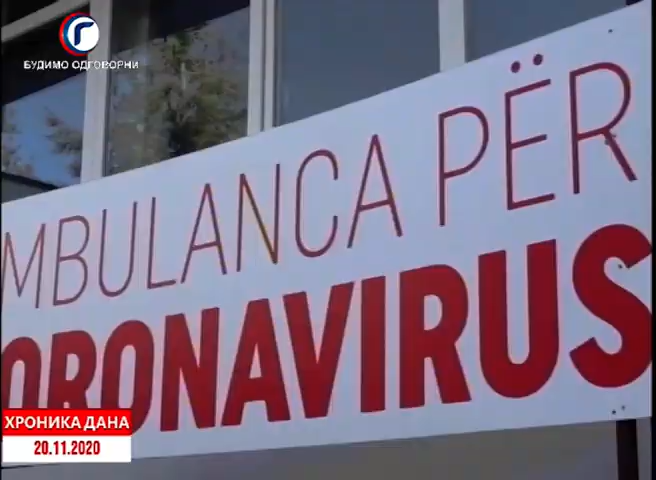 БУДИМО ОДГОВОРНИ
MBULANCA PËR
ORONAVIRUS
ХРОНИКА ДАНА
20.11.2020